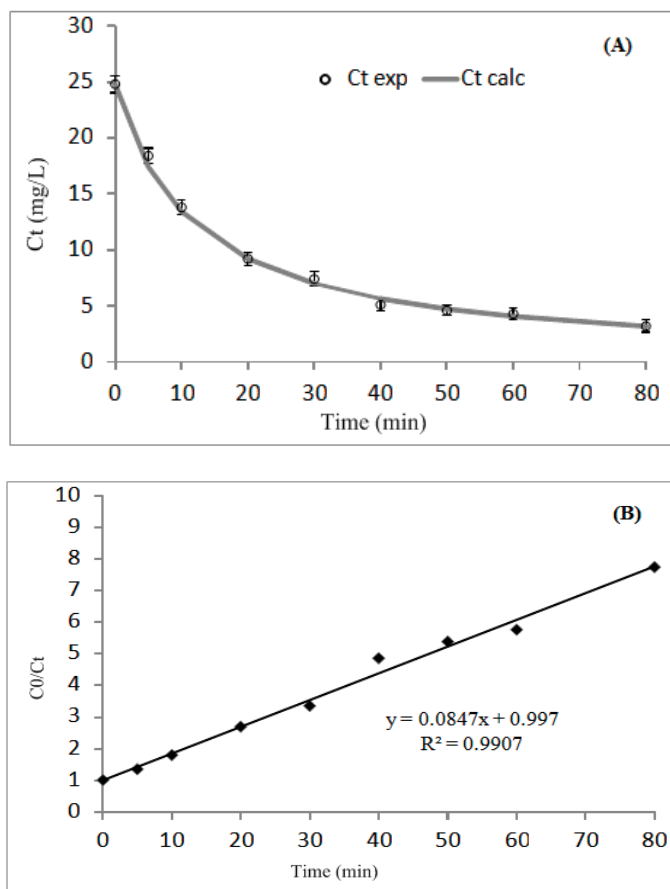 (A)
Ct exp
Ct calc
30
25
20
15
10
5
0
Ct (mg/L)
0 10 20 30 40 50 60 70 80
Time (min)
(B)
10
9
8
7
6
5
4
3
2
1
0
C0/Ct
y = 0.0847x + 0.997
R² = 0.9907
0 10 20 30 40 50 60 70 80
Time (min)